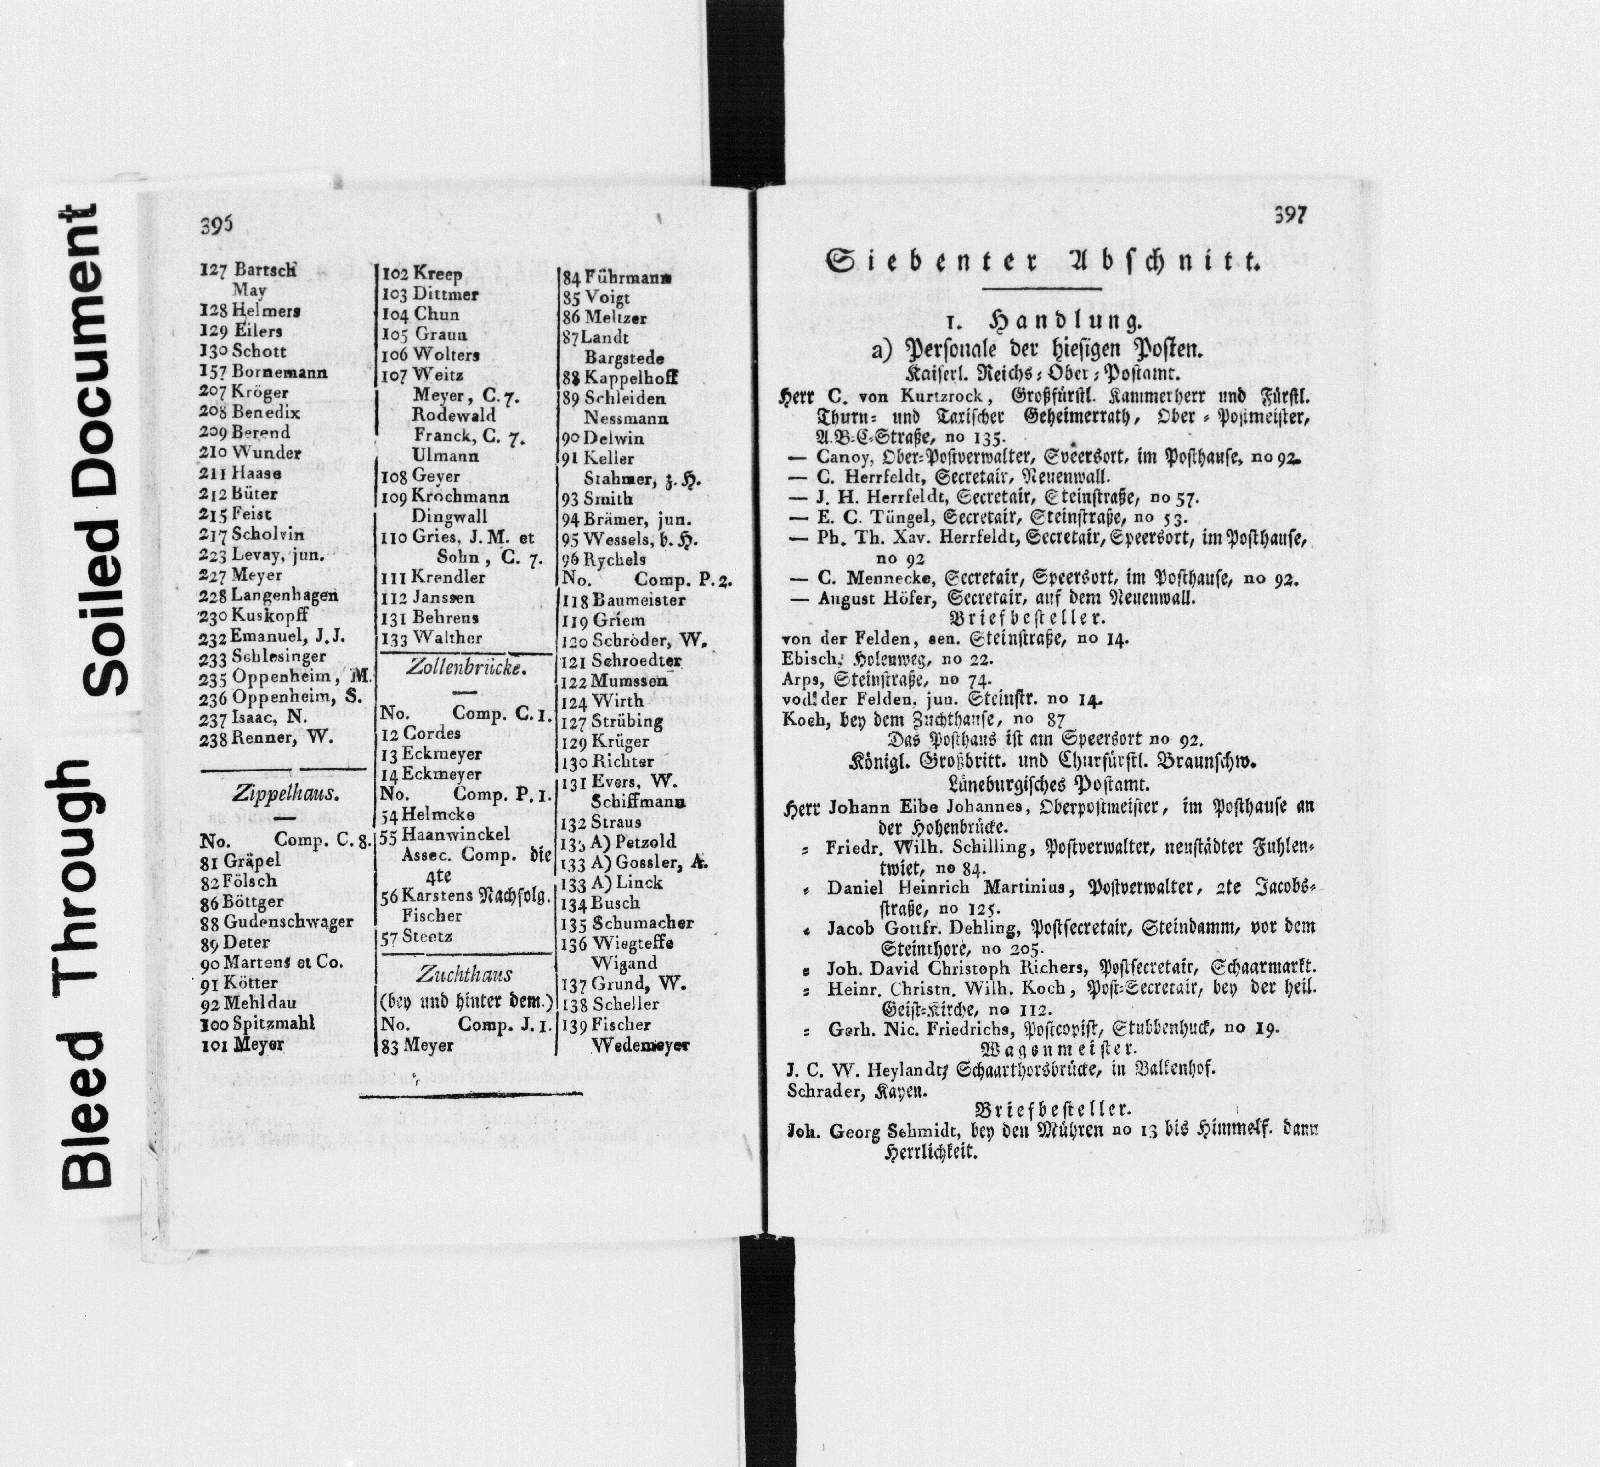 Bleed Through Soiled Document
396
127 Bartsch
May
128 Helmers
129 Eilers
130 Schott
157 Bornemann
207 Kröger
208 Benedix
209 Berend
210 Wunder
211 Haase
212 Büter
215 Feist
217 Scholvin
223 Levay, jun.
227 Meyer
228 Langenhagen
230 Kuskopff
232 Emanuel, J.J.
233 Schlesinger
235 Oppenheim, M.
236 Oppenheim, S.
237 Isaac, N.
238 Renner, W.
Zippelhaus.
No. Comp. C. 8.
81 Gräpel
82 Fölsch
86 Böttger
88 Gudenschwager
89 Deter
90 Martens et Co.
91 Kötter
92 Mehldau
100 Spitzmahl
101 Meyer
102 Kreep
103 Dittmer
104 Chun
105 Graun
106 Wolters
107 Weitz
Meyer, C. 7.
Rodewald
Franck, C. 7.
Ulmann
108 Geyer
109 Krochmann
Dingwall
110 Gries, J. M. et
Sohn, C. 7.
111 Krendler
112 Janssen
131 Behrens
133 Walther
Zollenbrücke.
No. Comp. C. 1.
12 Cordes
13 Eckmeyer
14 Eckmeyer
No. Comp. P. 1.
54 Helmcke
55 Haanwinckel
Assec. Comp. die
4te
56 Karstens Nachfolg.
Fischer
57 Steetz
Zuchthaus
(bey und hinter dem.)
No. Comp. J. 1.
83 Meyer
84 Führmann
85 Voigt
86 Meltzer
87 Landt
Bargstede
88 Kappelhoff
89 Schleiden
Nessmann
90 Delwin
91 Keller
Stahmer, z. H.
93 Smith
94 Brämer, jun.
95 Wessels, b. H.
96 Rychels
No. Comp. P. 2.
118 Baumeister
119 Griem
120 Schröder, W.
121 Schroedter
122 Mumssen
124 Wirth
127 Strübing
129 Krüger
130 Richter
131 Evers, W.
Schiffmann
132 Straus
133 A) Petzold
133 A) Gossler, A.
133 A) Linck
134 Busch
135 Schumacher
136 Wiegteffe
Wigand
137 Grund, W.
138 Scheller
139 Fischer
Wedemeyer
397
Siebenter Abschnitt.
1. Handlung.
a) Personale der hiesigen Posten.
Kaiserl. Reichs-Ober-Postamt.
Herr C. von Kurtzrock, Großfürstl. Kammerherr und Fürstl.
Thurn- und Taxischer Geheimerrath, Ober-Postmeister,
A-B-C-Straße, no 135.
— Canoy, Ober-Postverwalter, Speersort, im Posthause, no 92.
— C. Herrfeldt, Secretair, Neuenwall.
— J. H. Herrfeldt, Secretair, Steinstraße, no 57.
— E. C. Tüngel, Secretair, Steinstraße, no 53.
— Ph. Th. Xav. Herrfeldt, Secretair, Speersort, im Posthause,
no 92
— C. Mennecke, Secretair, Speersort, im Posthause, no 92.
— August Höfer, Secretair, auf dem Neuenwall.
Briefbesteller.
von der Felden, sen. Steinstraße, no 14.
Ebisch, Holenweg, no 22.
Arps, Steinstraße, no 74.
von der Felden, jun. Steinstr. no 14.
Koch, bey dem Zuchthause, no 87
Das Posthaus ist am Speersort no 92.
Königl. Großbritt. und Churfürstl. Braunschw.
Lüneburgisches Postamt.
Herr Johann Eibe Johannes, Oberpostmeister, im Posthause an
der Hohenbrücke.
= Friedr. Wilh. Schilling, Postverwalter, neustädter Fuhlen-
twiet, no 84.
= Daniel Heinrich Martinius, Postverwalter, 2te Jacobs-
straße, no 125.
= Jacob Gottfr. Dehling, Postsecretair, Steindamm, vor dem
Steinthore, no 205.
= Joh. David Christoph Richers, Postsecretair, Schaarmarkt.
= Heinr. Christn. Wilh. Koch, Post-Secretair, bey der heil.
Geist-Kirche, no 112.
= Gerh. Nic. Friedrichs, Postcopist, Stubbenhuck, no 19.
Wagenmeister.
J. C. W. Heylandt, Schaarthorsbrücke, in Valkenhof.
Schrader, Kayen.
Briefbesteller.
Joh. Georg Schmidt, bey den Mühren no 13 bis Himmelf. dann
Herrlichkeit.